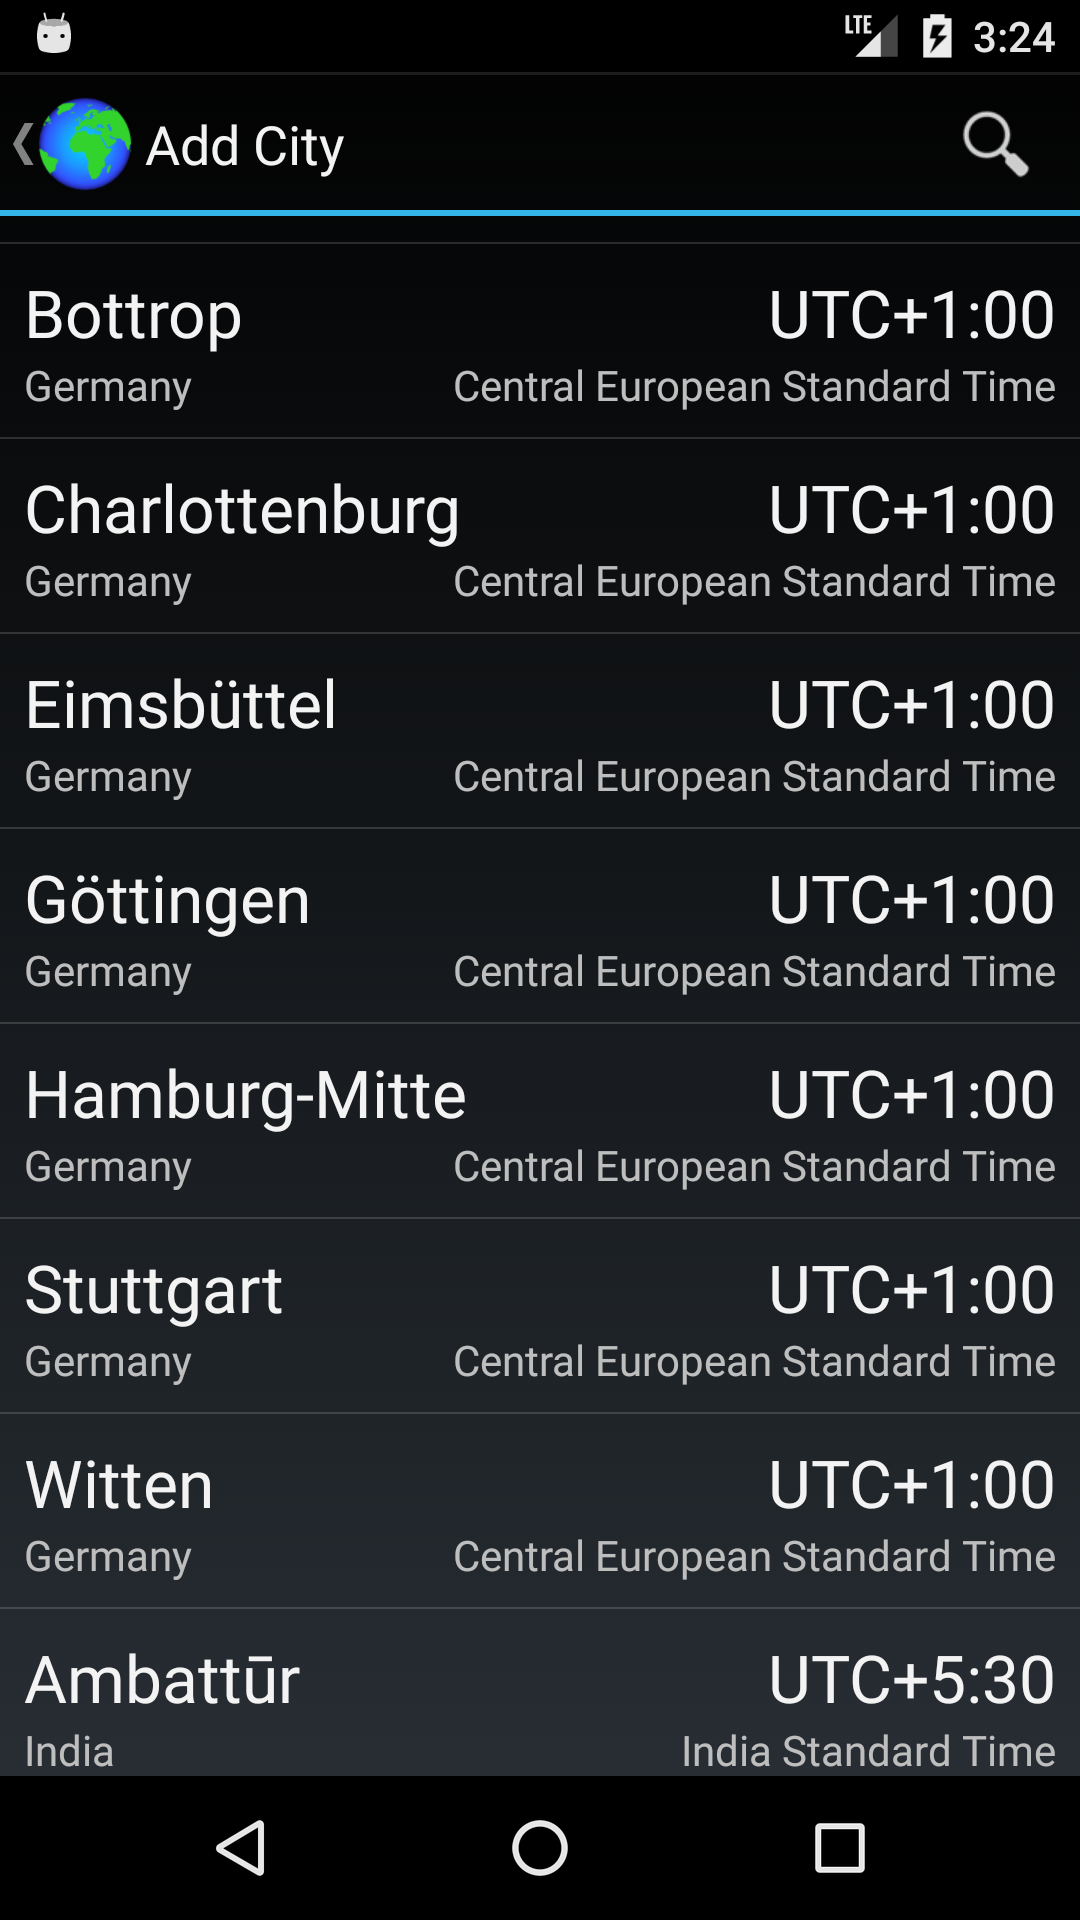 LTE 3:24
Add City
Bottrop UTC+1:00
Germany Central European Standard Time
Charlottenburg UTC+1:00
Germany Central European Standard Time
Eimsbüttel UTC+1:00
Germany Central European Standard Time
Göttingen UTC+1:00
Germany Central European Standard Time
Hamburg-Mitte UTC+1:00
Germany Central European Standard Time
Stuttgart UTC+1:00
Germany Central European Standard Time
Witten UTC+1:00
Germany Central European Standard Time
Ambattūr UTC+5:30
India India Standard Time